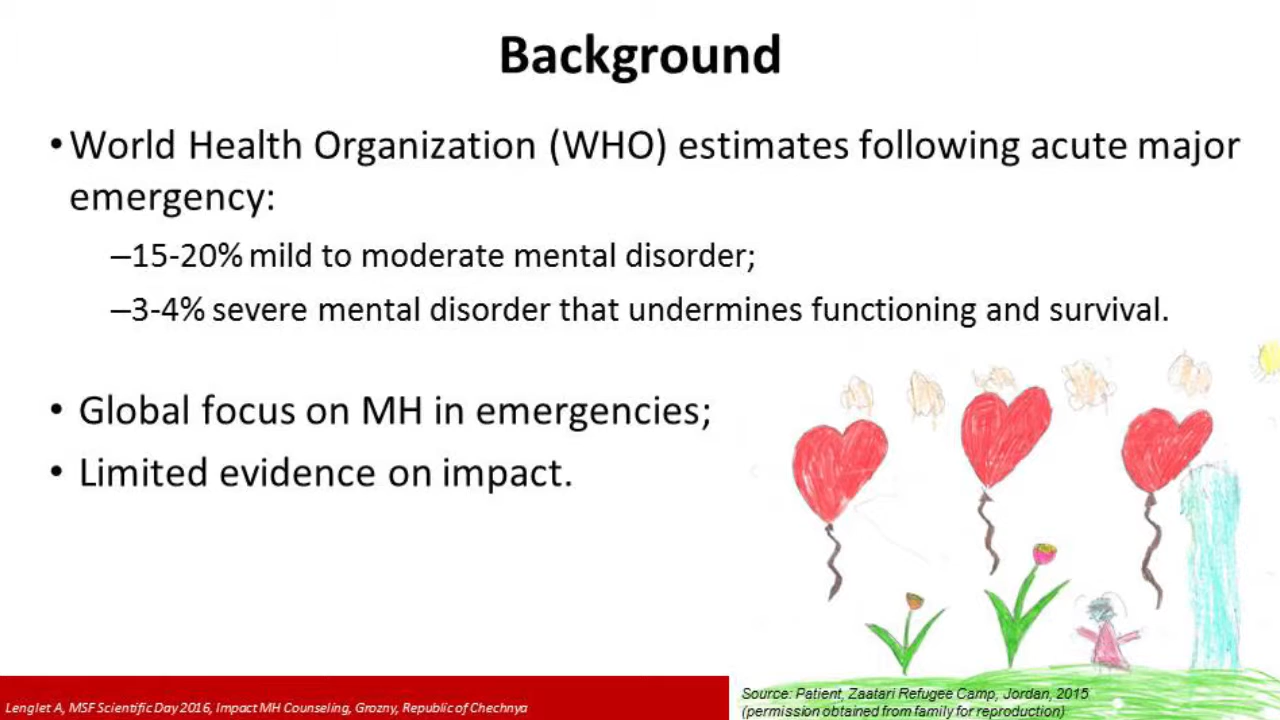 Background
• World Health Organization (WHO) estimates following acute major
emergency:
–15-20% mild to moderate mental disorder;
–3-4% severe mental disorder that undermines functioning and survival.
• Global focus on MH in emergencies;
• Limited evidence on impact.
Source: Patient, Zaatari Refugee Camp, Jordan, 2015
(permission obtained from family for reproduction)
Lenglet A, MSF Scientific Day 2016, Impact MH Counseling, Grozny, Republic of Chechnya